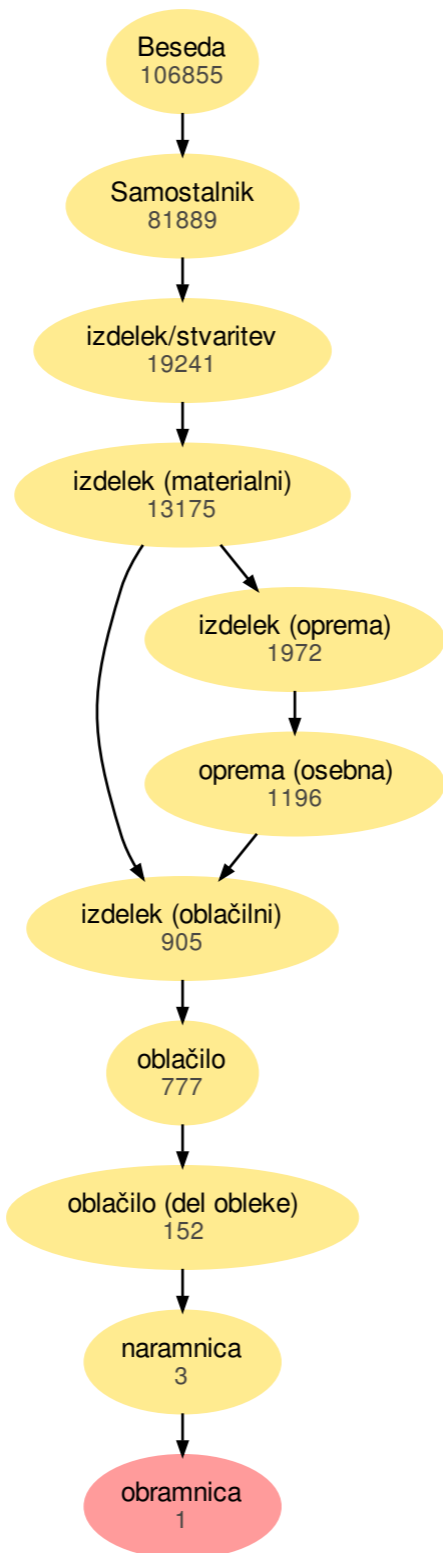 Beseda
106855
Samostalnik
81889
izdelek/stvaritev
19241
izdelek (materialni)
13175
izdelek (oprema)
1972
oprema (osebna)
1196
izdelek (oblačilni)
905
oblačilo
777
oblačilo (del obleke)
152
naramnica
3
obramnica
1